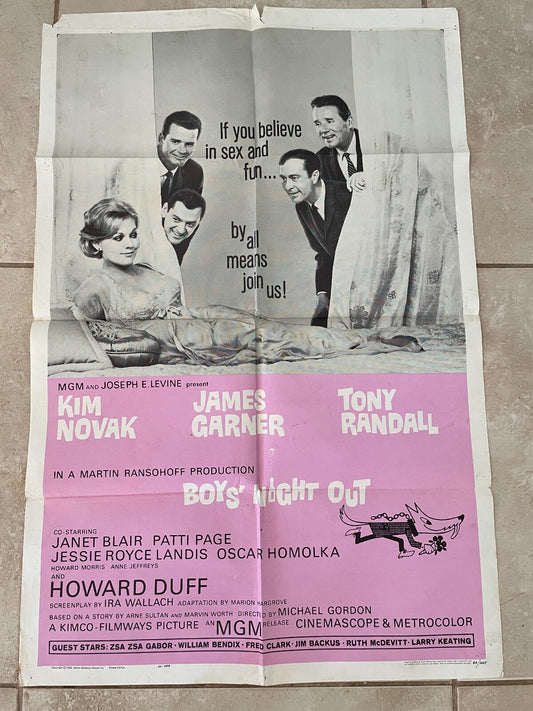 If you believe
in sex and
fun...
by all
means
join us!
MGM AND JOSEPH E. LEVINE present
KIM NOVAK
JAMES GARNER
TONY RANDALL
IN A MARTIN RANSOHOFF PRODUCTION
BOYS' NIGHT OUT
CO-STARRING
JANET BLAIR PATTI PAGE
JESSIE ROYCE LANDIS OSCAR HOMOLKA
HOWARD MORRIS ANNE JEFFREYS
AND
HOWARD DUFF
SCREENPLAY BY IRA WALLACH ADAPTATION BY MARION HARGROVE
BASED ON A STORY BY ARNE SULTAN AND MARVIN WORTH DIRECTED BY MICHAEL GORDON
A KIMCO-FILMWAYS PICTURE AN MGM RELEASE CINEMASCOPE & METROCOLOR
GUEST STARS: ZSA ZSA GABOR · WILLIAM BENDIX · FRED CLARK · JIM BACKUS · RUTH McDEVITT · LARRY KEATING